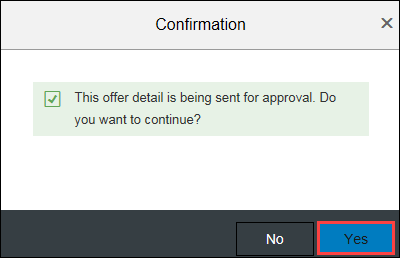 Confirmation
This offer detail is being sent for approval. Do
you want to continue?
No
Yes